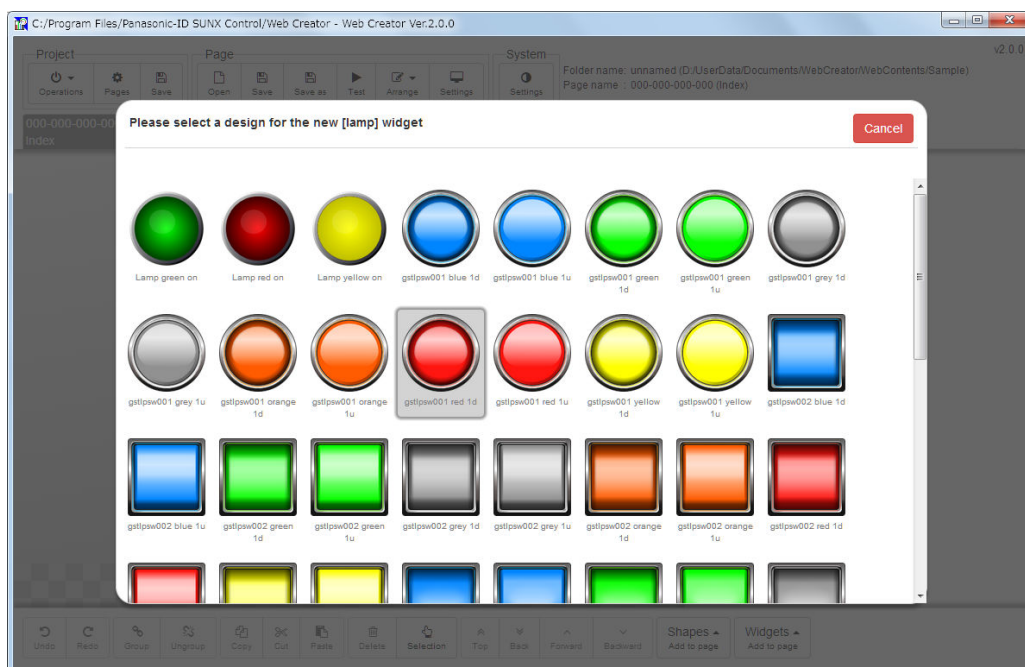 C:/Program Files/Panasonic-ID SUNX Control/Web Creator - Web Creator Ver.2.0.0
v2.0.0
Project
Page
System
Operations
Pages
Save
Open
Save
Save as
Test
Arrange
Settings
Settings
Folder name: unnamed (D:/UserData/Documents/WebCreator/WebContents/Sample)
Page name : 000-000-000-000 (Index)
000-000-000-00
Index
Please select a design for the new [lamp] widget
Cancel
Lamp green on
Lamp red on
Lamp yellow on
gstlpsw001 blue 1d
gstlpsw001 blue 1u
gstlpsw001 green
1d
gstlpsw001 green
1u
gstlpsw001 grey 1d
gstlpsw001 grey 1u
gstlpsw001 orange
1d
gstlpsw001 orange
1u
gstlpsw001 red 1d
gstlpsw001 red 1u
gstlpsw001 yellow
1d
gstlpsw001 yellow
1u
gstlpsw002 blue 1d
gstlpsw002 blue 1u
gstlpsw002 green
1d
gstlpsw002 green
1u
gstlpsw002 grey 1d
gstlpsw002 grey 1u
gstlpsw002 orange
1d
gstlpsw002 orange
1u
gstlpsw002 red 1d
Undo
Redo
Group
Ungroup
Copy
Cut
Paste
Delete
Selection
Top
Back
Forward
Backward
Shapes
Add to page
Widgets
Add to page